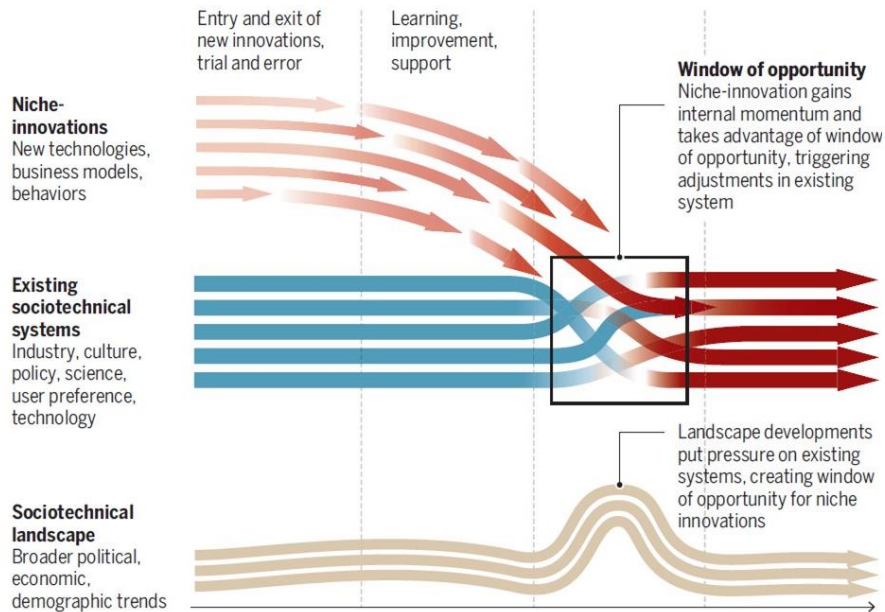 Entry and exit of
new innovations,
trial and error
Learning,
improvement,
support
Niche-
innovations
New technologies,
business models,
behaviors
Window of opportunity
Niche-innovation gains
internal momentum and
takes advantage of window
of opportunity, triggering
adjustments in existing
system
Existing
sociotechnical
systems
Industry, culture,
policy, science,
user preference,
technology
Landscape developments
put pressure on existing
systems, creating window
of opportunity for niche
innovations
Sociotechnical
landscape
Broader political,
economic,
demographic trends